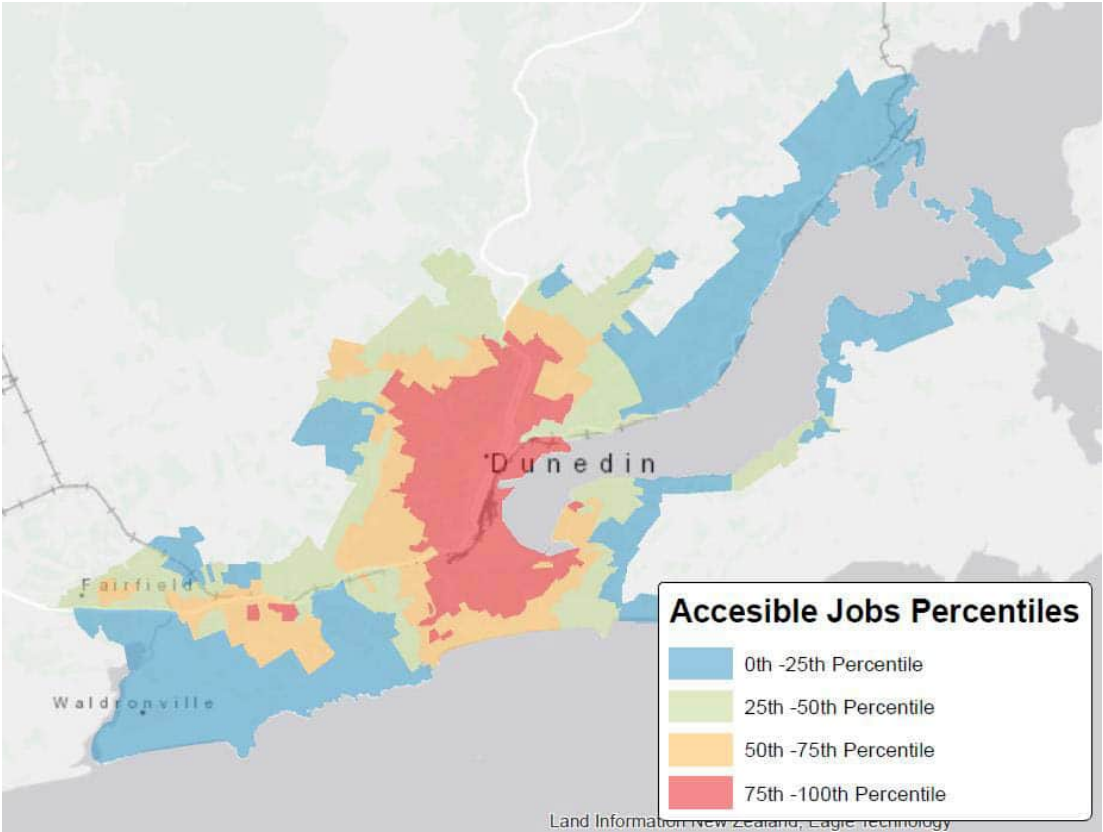 Dunedin
Fairfield
Waldronville
Accesible Jobs Percentiles
0th -25th Percentile
25th -50th Percentile
50th -75th Percentile
75th -100th Percentile
Land Information New Zealand, Eagle Technology